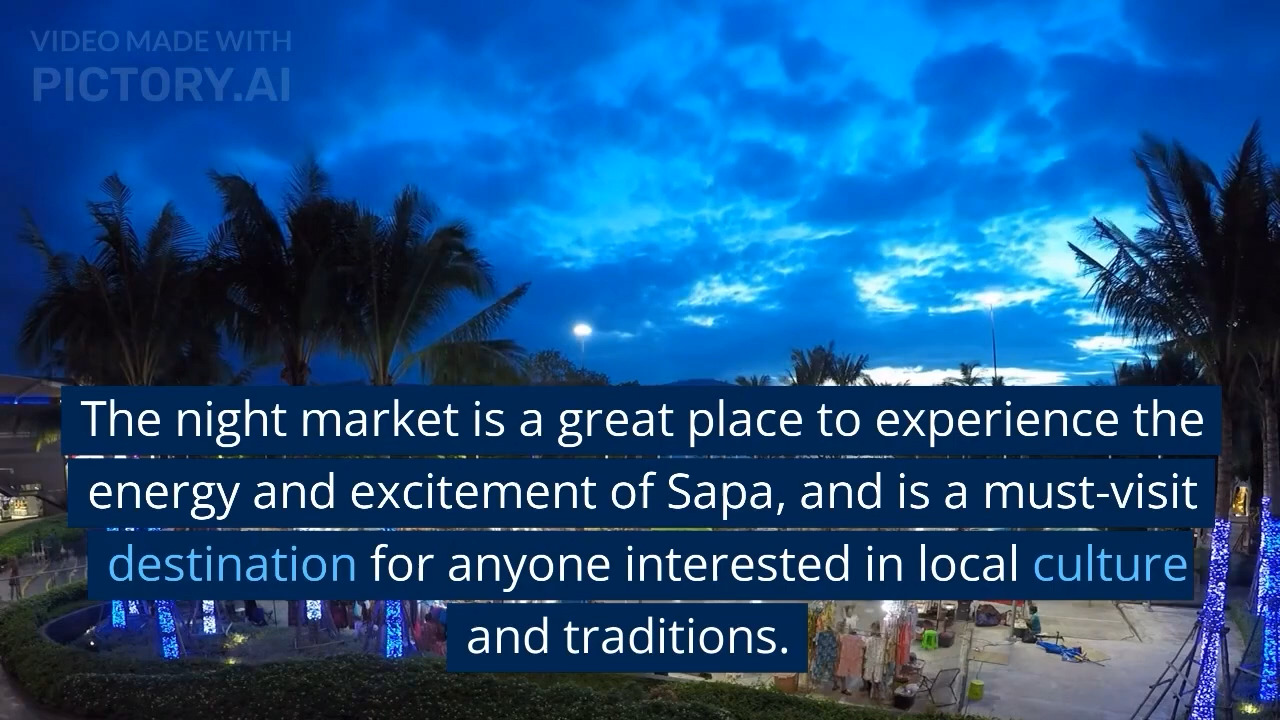 VIDEO MADE WITH
PICTORY.AI
The night market is a great place to experience the
energy and excitement of Sapa, and is a must-visit
destination for anyone interested in local culture
and traditions.